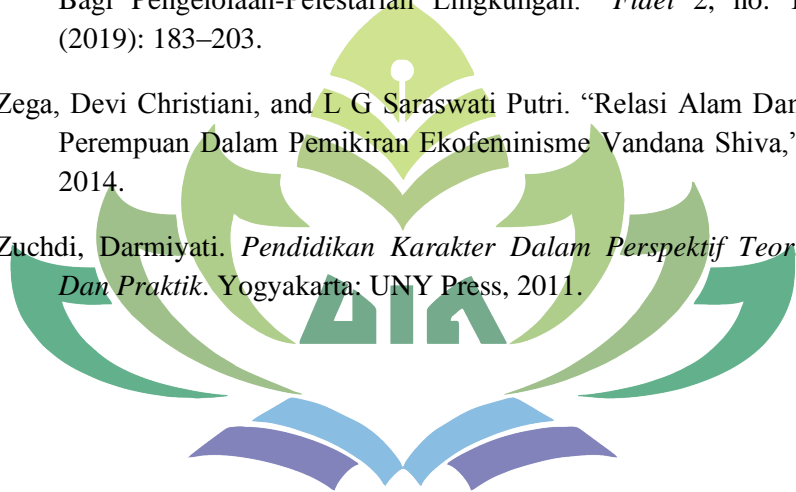 Bagi Pengelolaan-Pelestarian Lingkungan.” Fidei 2, no. 1
(2019): 183–203.
Zega, Devi Christiani, and L G Saraswati Putri. “Relasi Alam Dan
Perempuan Dalam Pemikiran Ekofeminisme Vandana Shiva,”
2014.
Zuchdi, Darmiyati. Pendidikan Karakter Dalam Perspektif Teor
Dan Praktik. Yogyakarta: UNY Press, 2011.